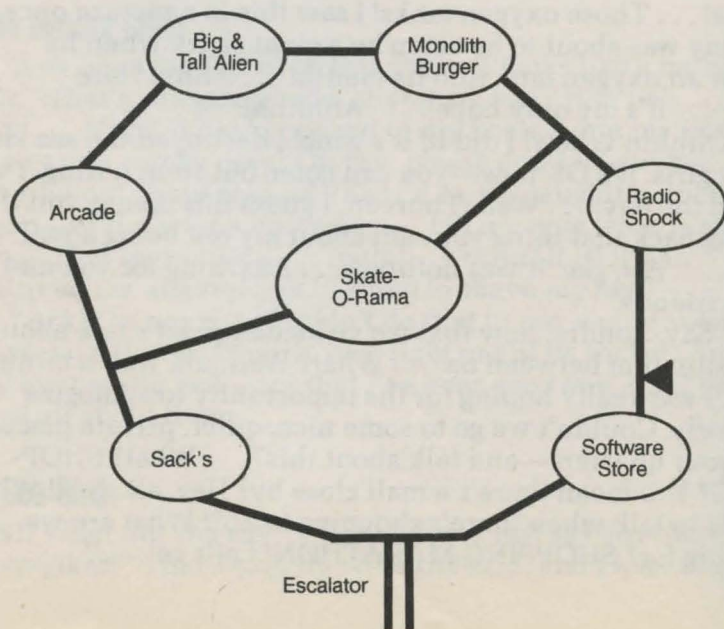 Big &
Tall Alien
Monolith
Burger
Arcade
Radio
Shock
Skate-
O-Rama
Sack's
Software
Store
Escalator